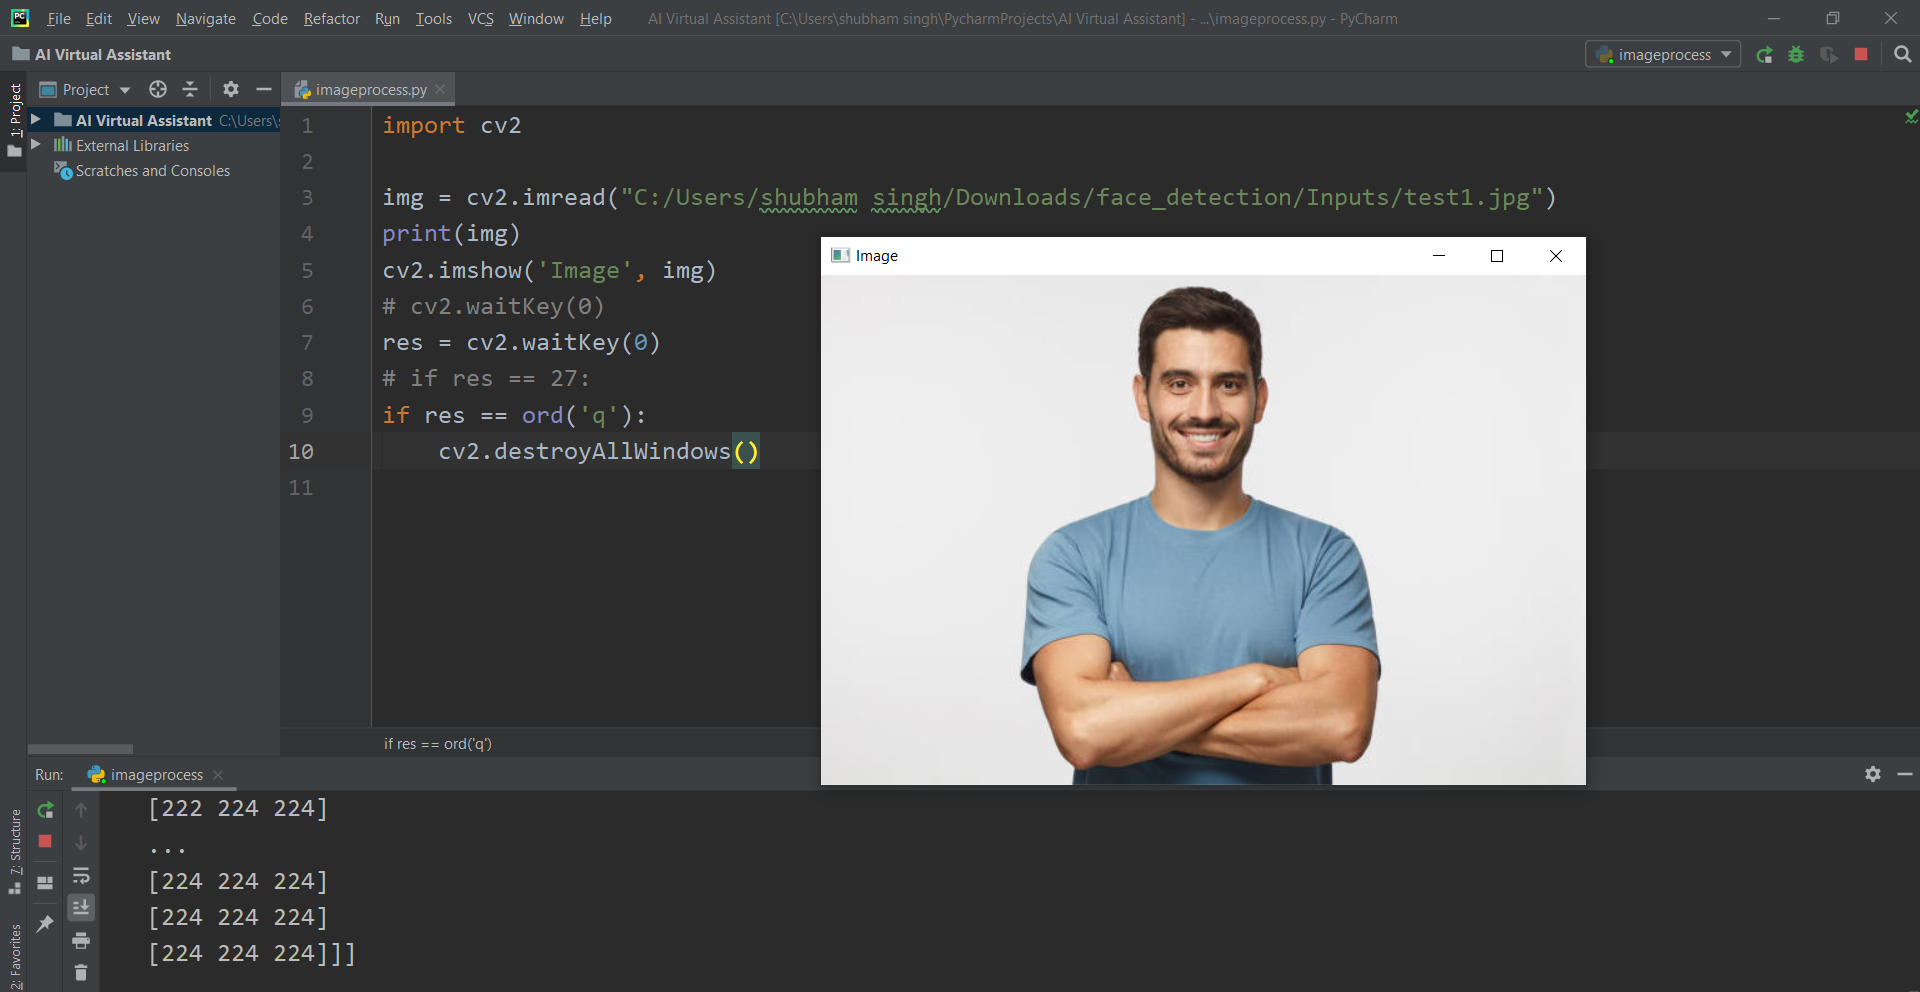 PC
File Edit View Navigate Code Refactor Run Tools VCS Window Help AI Virtual Assistant [C:\Users\shubham singh\PycharmProjects\AI Virtual Assistant] - ...\imageprocess.py - PyCharm
AI Virtual Assistant
imageprocess
1: Project
Project
imageprocess.py
AI Virtual Assistant C:\Users\
External Libraries
Scratches and Consoles
1 import cv2
2
3 img = cv2.imread("C:/Users/shubham singh/Downloads/face_detection/Inputs/test1.jpg")
4 print(img)
5 cv2.imshow('Image', img)
6 # cv2.waitKey(0)
7 res = cv2.waitKey(0)
8 # if res == 27:
9 if res == ord('q'):
10 cv2.destroyAllWindows()
11
Image
if res == ord('q')
Run: imageprocess
7: Structure
2: Favorites
[222 224 224]
...
[224 224 224]
[224 224 224]
[224 224 224]]]